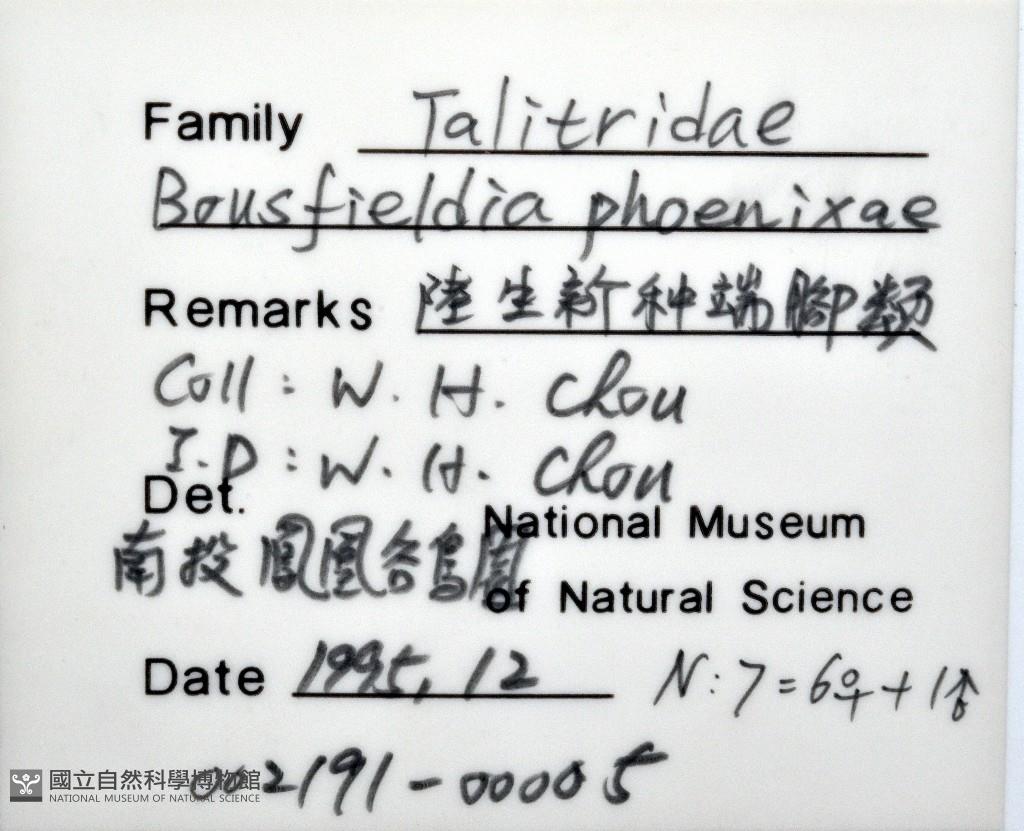 Family Talitridae
Bousfieldia phoenixae
Remarks 陸生新种端腳類
Coll : W. H. Chou
I.D : W. H. Chou
Det.
National Museum
南投鳳凰谷鳥園
of Natural Science
Date 1995, 12 N : 7 = 6♀ + 1♂
002191-00005
國立自然科學博物館
NATIONAL MUSEUM OF NATURAL SCIENCE